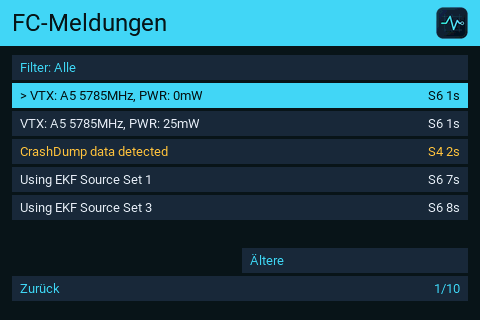 FC-Meldungen
Filter: Alle
> VTX: A5 5785MHz, PWR: 0mW S6 1s
VTX: A5 5785MHz, PWR: 25mW S6 1s
CrashDump data detected S4 2s
Using EKF Source Set 1 S6 7s
Using EKF Source Set 3 S6 8s
Ältere
Zurück 1/10